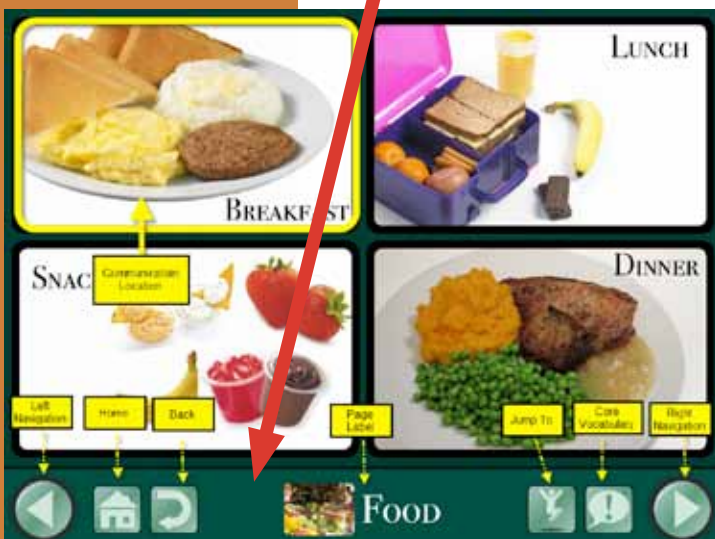 LUNCH
BREAKFAST
SNAC
Communication
Location
DINNER
Left
Navigation
Home
Back
Page
Label
Jump To
Core
Vocabulary
Right
Navigation
FOOD